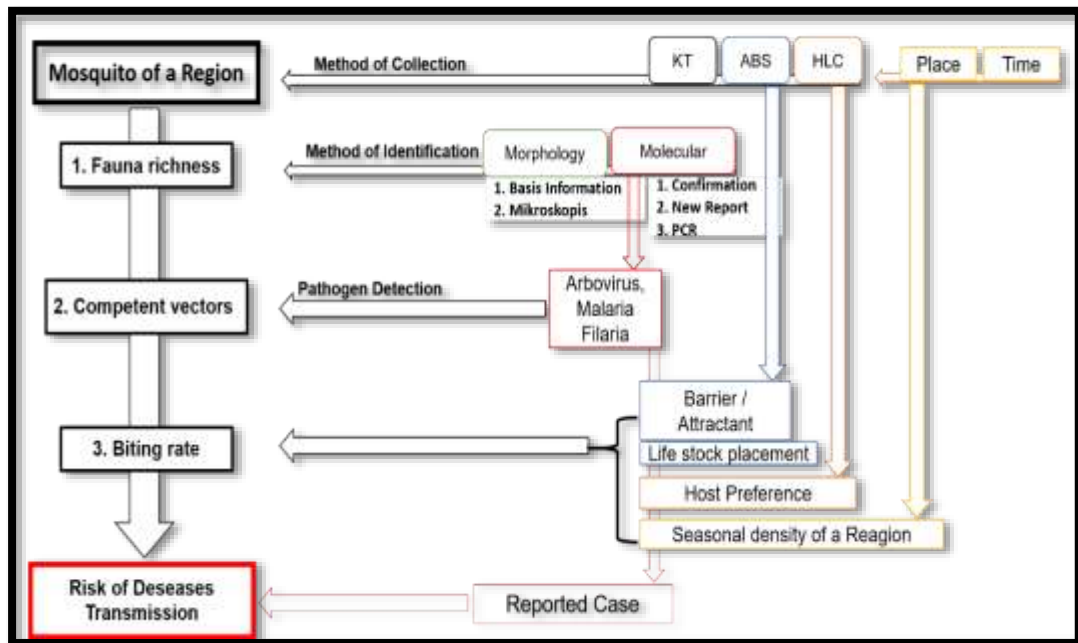 Mosquito of a Region
Method of Collection
KT
ABS
HLC
Place
Time
1. Fauna richness
Method of Identification
Morphology
Molecular
1. Basis Information
2. Mikroskopis
1. Confirmation
2. New Report
3. PCR
2. Competent vectors
Pathogen Detection
Arbovirus,
Malaria
Filaria
3. Biting rate
Barrier /
Attractant
Life stock placement
Host Preference
Seasonal density of a Reagion
Risk of Deseases
Transmission
Reported Case